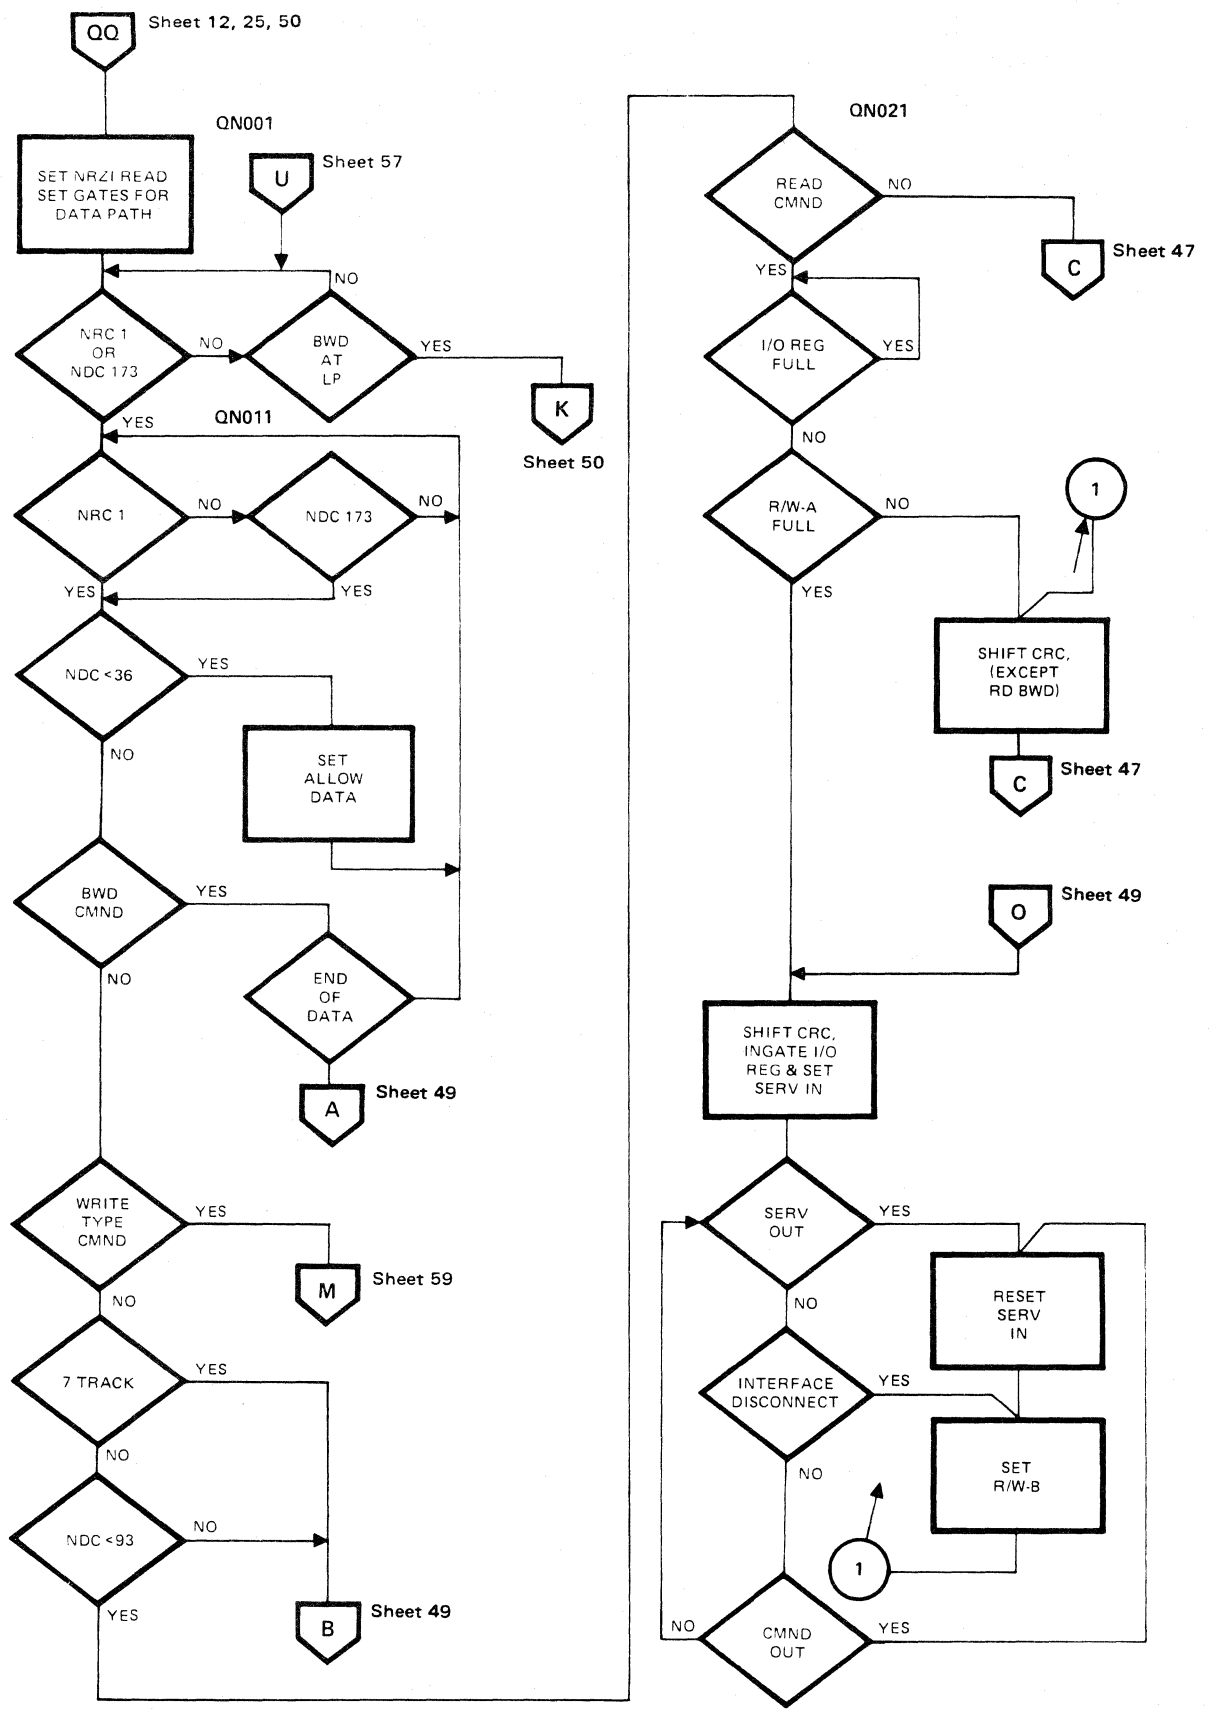 QQ
Sheet 12, 25, 50
QN001
SET NRZI READ
SET GATES FOR
DATA PATH
U
Sheet 57
NO
NRC 1
OR
NDC 173
NO
BWD
AT
LP
YES
K
Sheet 50
YES
QN011
NRC 1
NO
NDC 173
NO
YES
YES
NDC <36
YES
NO
SET
ALLOW
DATA
BWD
CMND
YES
NO
END
OF
DATA
A
Sheet 49
WRITE
TYPE
CMND
YES
NO
M
Sheet 59
7 TRACK
YES
NO
NDC <93
NO
YES
B
Sheet 49
QN021
READ
CMND
NO
C
Sheet 47
YES
I/O REG
FULL
YES
NO
R/W-A
FULL
NO
YES
1
SHIFT CRC,
(EXCEPT
RD BWD)
C
Sheet 47
O
Sheet 49
SHIFT CRC,
INGATE I/O
REG & SET
SERV IN
SERV
OUT
YES
NO
RESET
SERV
IN
INTERFACE
DISCONNECT
YES
NO
SET
R/W-B
1
CMND
OUT
NO
YES